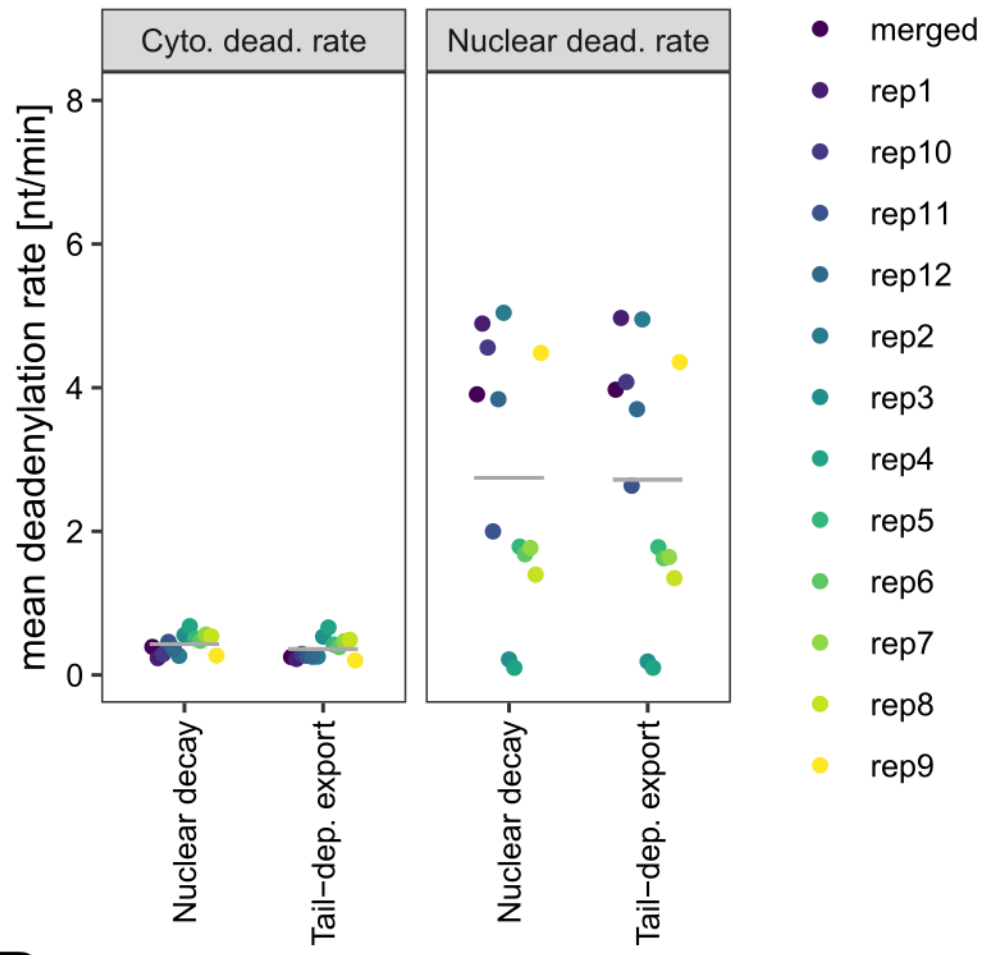 Cyto. dead. rate
Nuclear dead. rate
mean deadenylation rate [nt/min]
8
6
4
2
0
Nuclear decay
Tail−dep. export
Nuclear decay
Tail−dep. export
merged
rep1
rep10
rep11
rep12
rep2
rep3
rep4
rep5
rep6
rep7
rep8
rep9